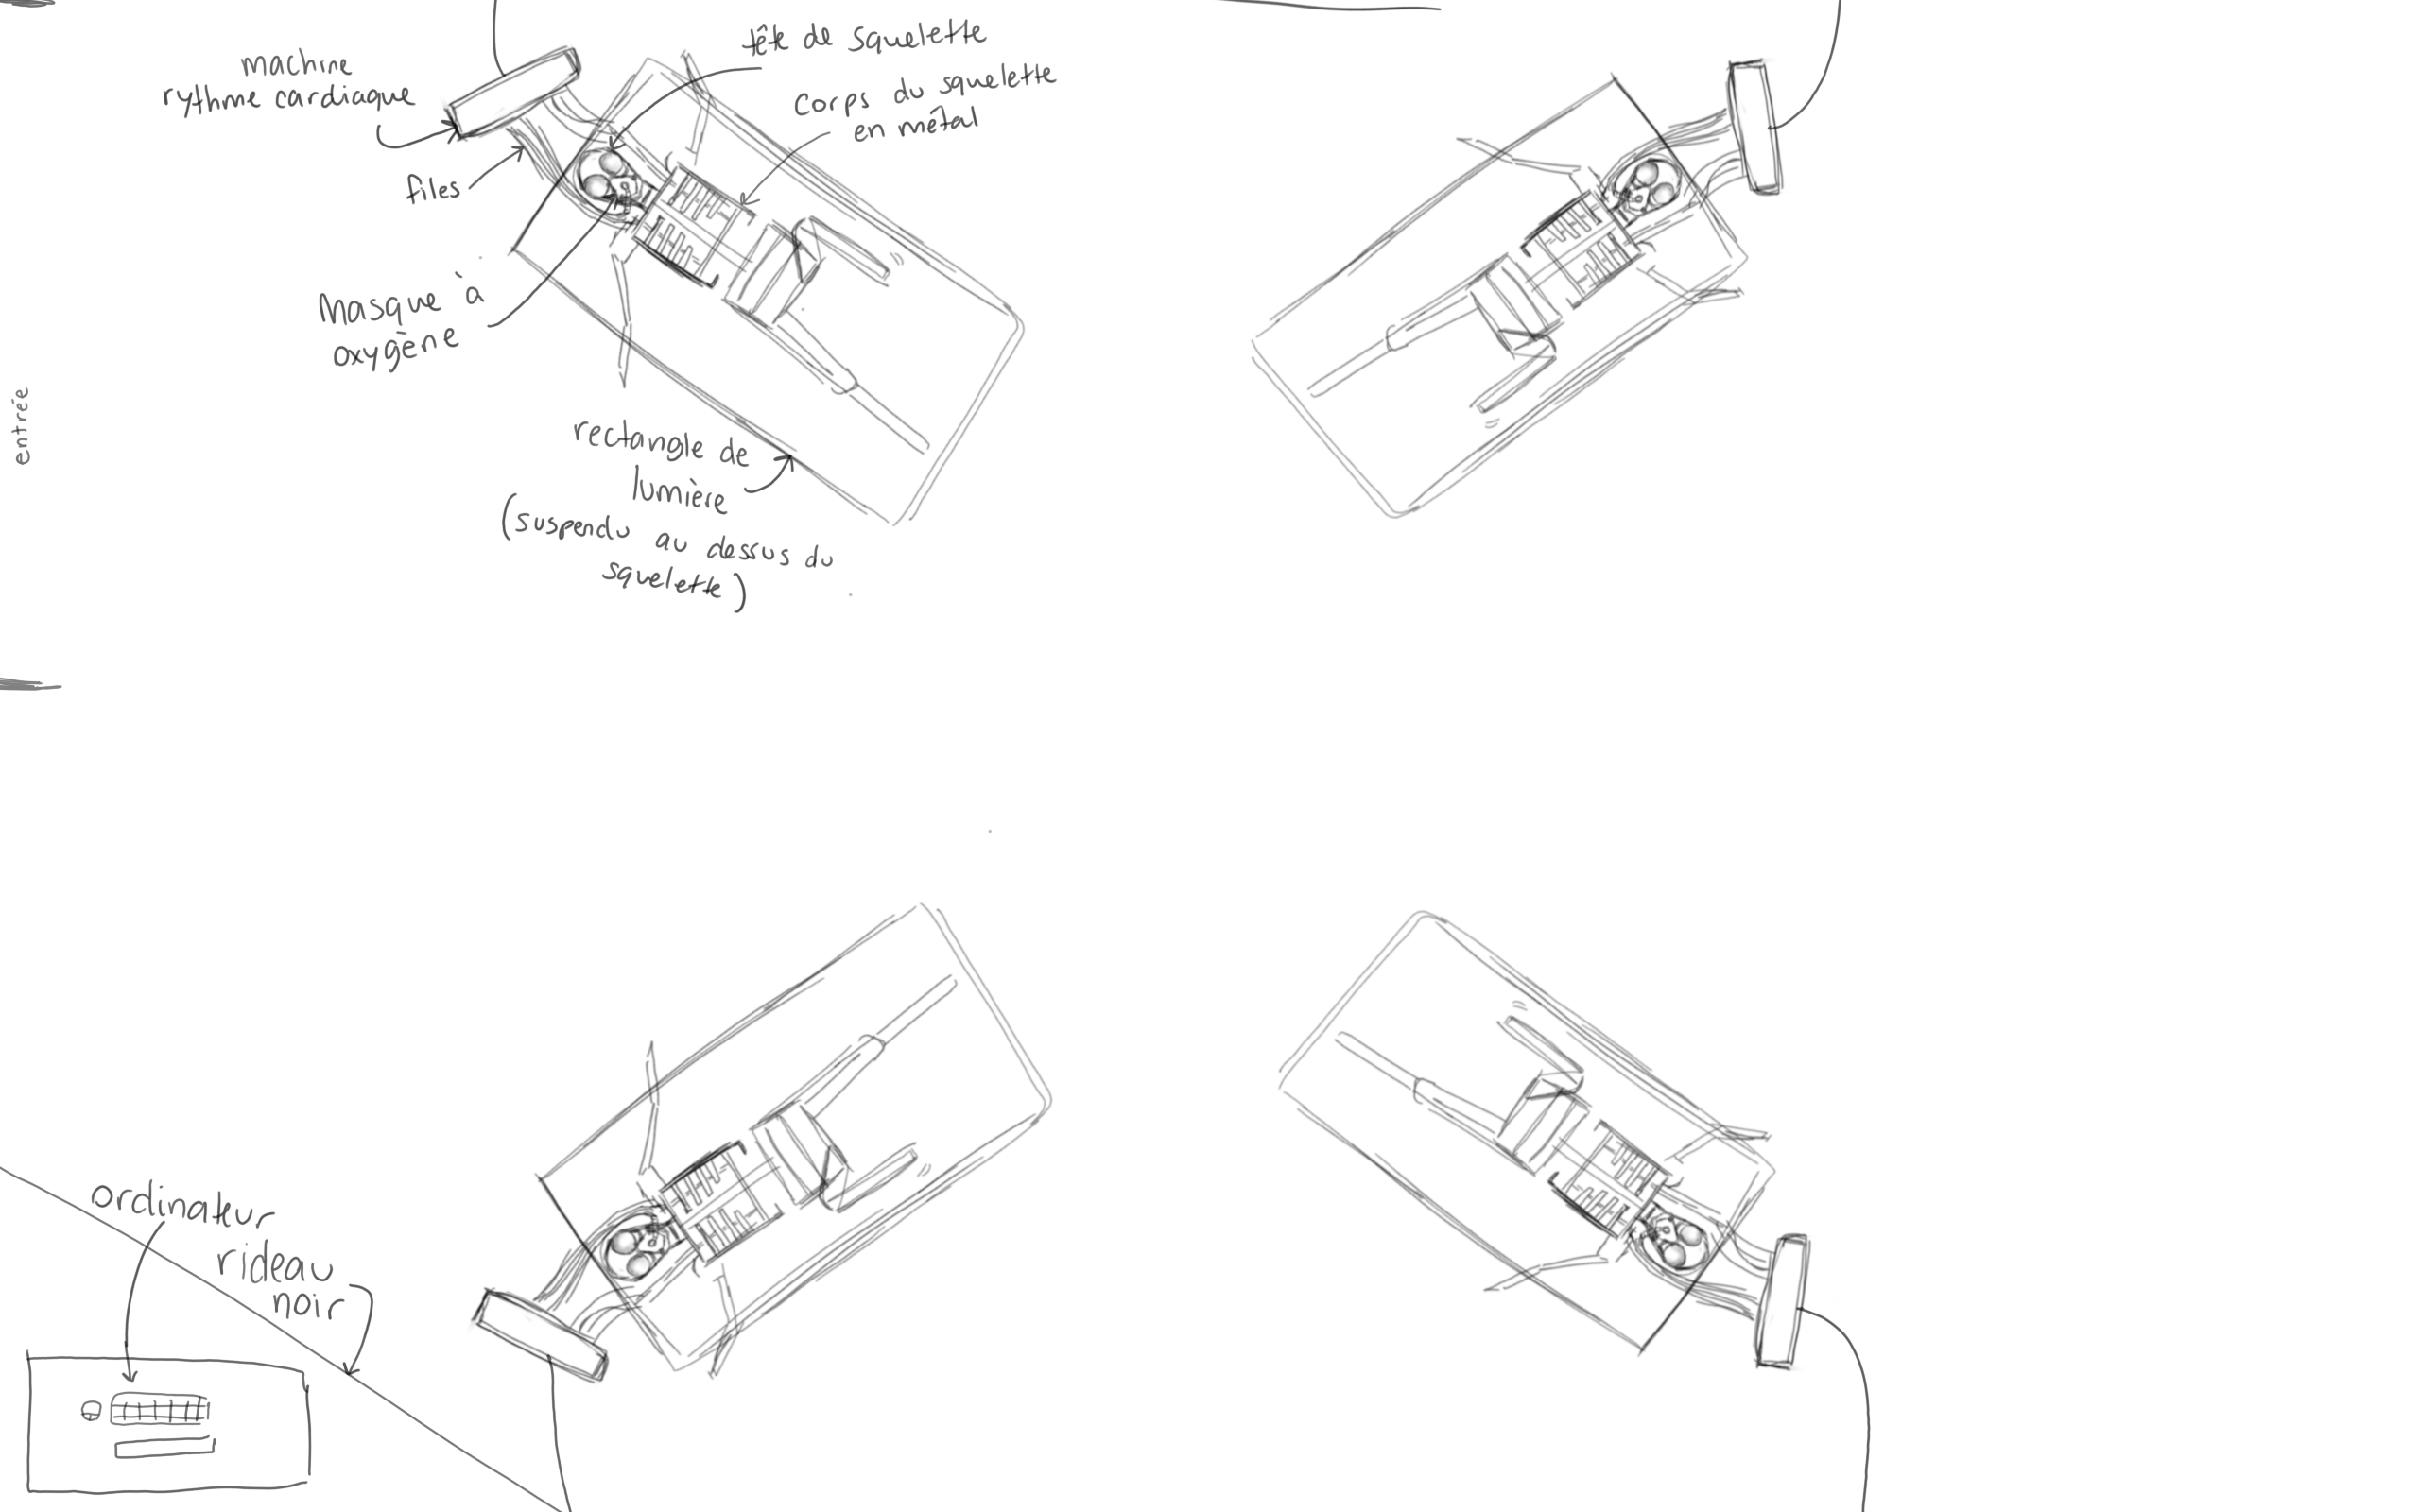 tête de squelette
machine
rythme cardiaque
corps du squelette
en métal
files
Masque à
oxygène
entrée
rectangle de
lumière
(suspendu au dessus du
squelette)
ordinateur
rideau
noir